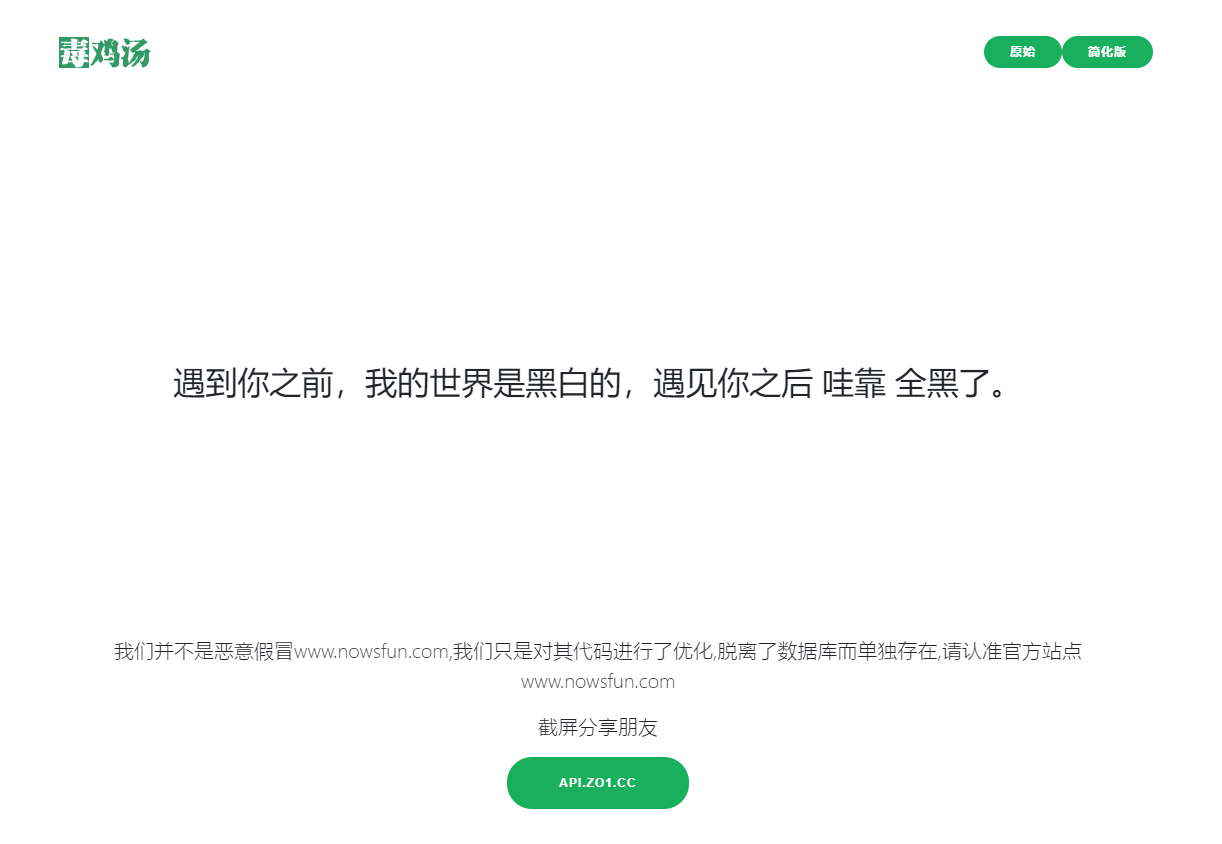 毒鸡汤
原始 简化版
遇到你之前，我的世界是黑白的，遇见你之后 哇靠 全黑了。
我们并不是恶意假冒www.nowsfun.com,我们只是对其代码进行了优化,脱离了数据库而单独存在,请认准官方站点
www.nowsfun.com
截屏分享朋友
API.ZO1.CC